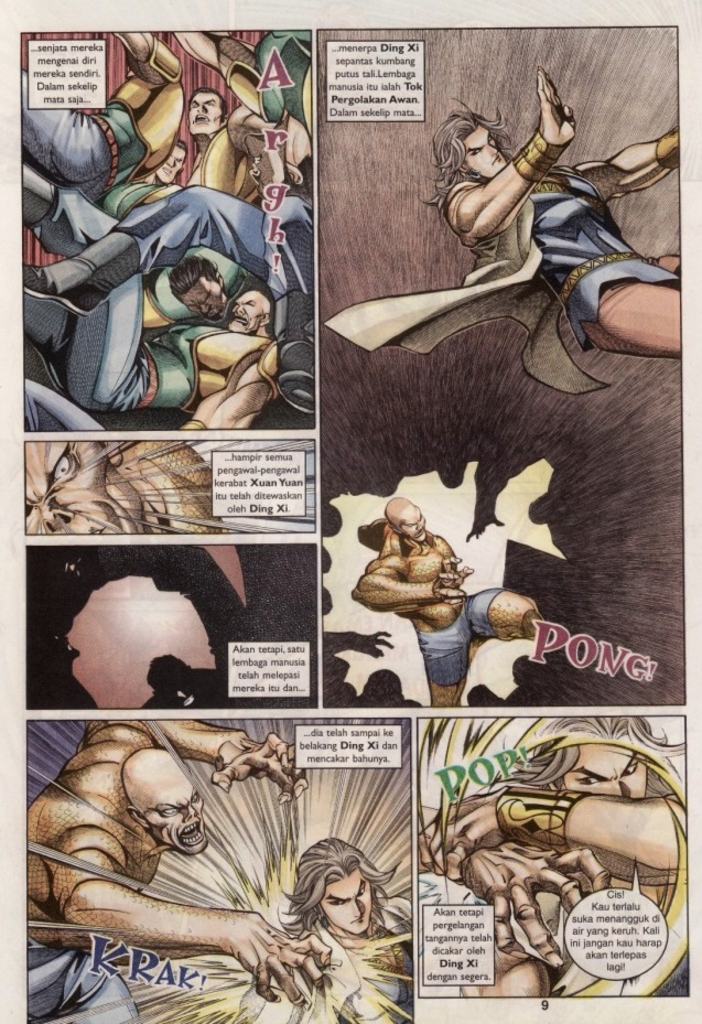 ...senjata mereka
mengenai diri
mereka sendiri.
Dalam sekelip
mata saja...
Argh!
...hampir semua
pengawal-pengawal
kerabat Xuan Yuan
itu telah ditewaskan
oleh Ding Xi.
Akan tetapi, satu
lembaga manusia
telah melepasi
mereka itu dan...
...menerpa Ding Xi
sepantas kumbang
putus tali.Lembaga
manusia itu ialah Tok
Pergolakan Awan.
Dalam sekelip mata...
PONG!
...dia telah sampai ke
belakang Ding Xi dan
mencakar bahunya.
KRAK!
POP!
Cis!
Kau terlalu
suka menangguk di
air yang keruh. Kali
ini jangan kau harap
akan terlepas
lagi!
Akan tetapi
pergelangan
tangannya telah
dicakar oleh
Ding Xi
dengan segera.
9